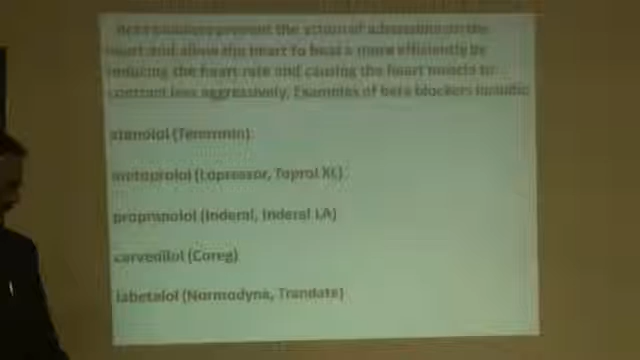 Beta blockers prevent the action of adrenaline on the
heart and allow the heart to beat a more efficiently by
reducing the heart rate and causing the heart muscle to
contract less aggressively. Examples of beta blockers include
atenolol (Tenormin)
metoprolol (Lopressor, Toprol XL)
propranolol (Inderal, Inderal LA)
carvedilol (Coreg)
labetalol (Normodyne, Trandate)